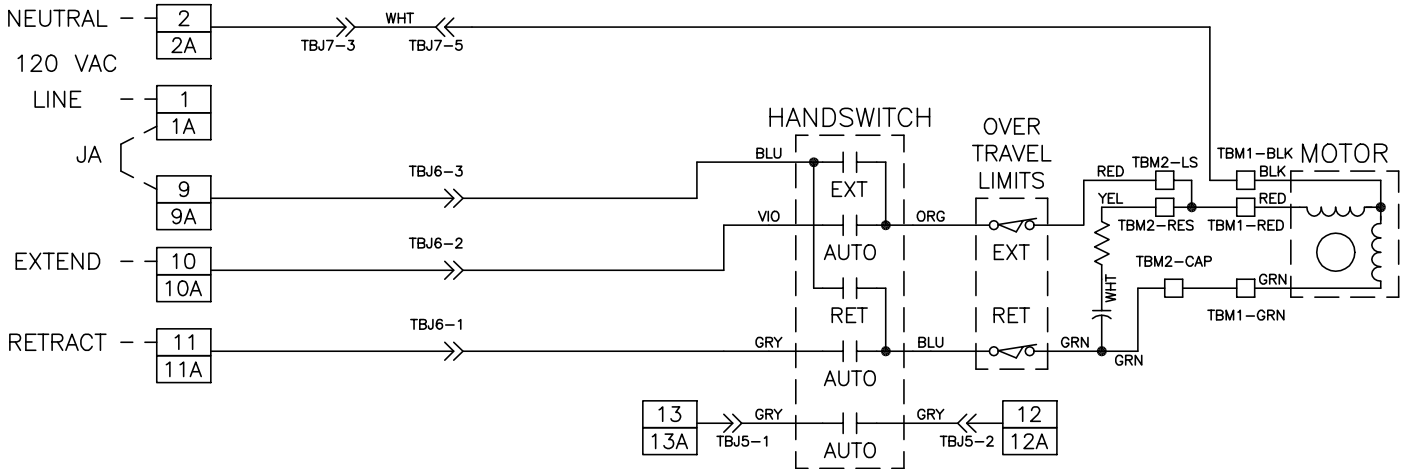 NEUTRAL
2
2A
WHT
TBJ7-3
TBJ7-5
120 VAC
LINE
1
1A
JA
9
9A
TBJ6-3
BLU
HANDSWITCH
EXT
VIO
TBJ6-2
AUTO
ORG
OVER
TRAVEL
LIMITS
EXT
RED
TBM2-LS
YEL
TBM2-RES
TBM1-BLK
BLK
MOTOR
RED
TBM1-RED
EXTEND
10
10A
RET
RET
WHT
TBM2-CAP
GRN
TBM1-GRN
RETRACT
11
11A
TBJ6-1
GRY
AUTO
BLU
GRN
GRN
13
13A
TBJ5-1
GRY
AUTO
GRY
TBJ5-2
12
12A